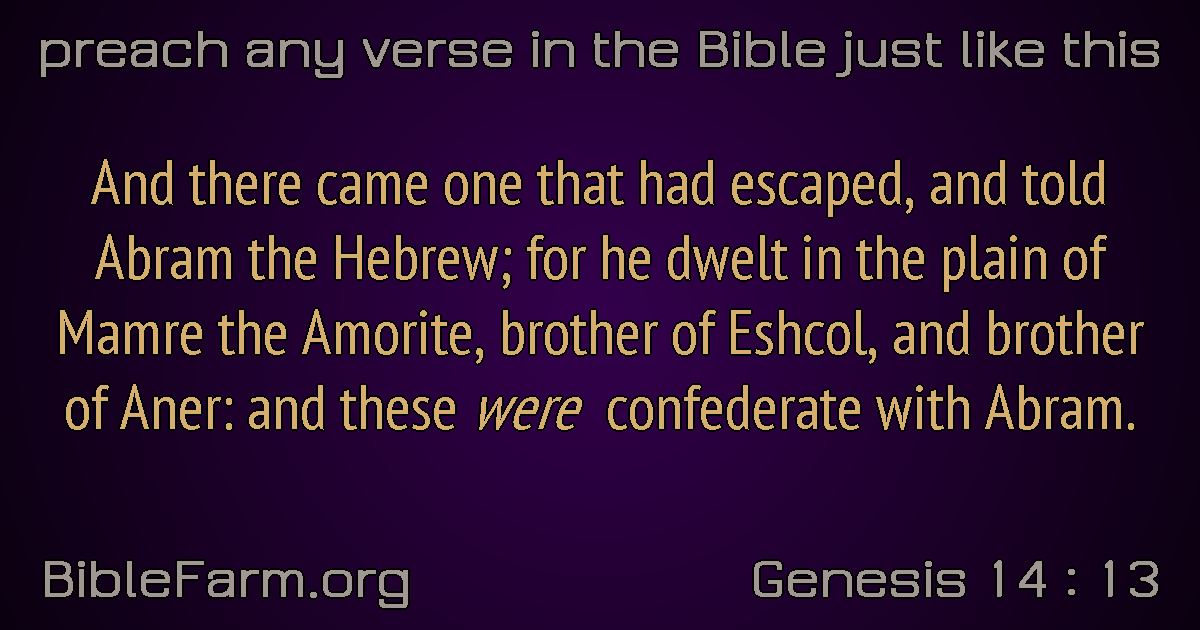 preach any verse in the Bible just like this
And there came one that had escaped, and told
Abram the Hebrew; for he dwelt in the plain of
Mamre the Amorite, brother of Eshcol, and brother
of Aner: and these were confederate with Abram.
BibleFarm.org
Genesis 14 : 13